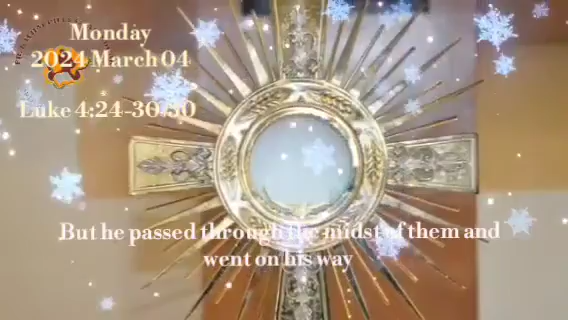 Monday
2024 March 04
Luke 4:24-30/30
But he passed through the midst of them and
went on his way